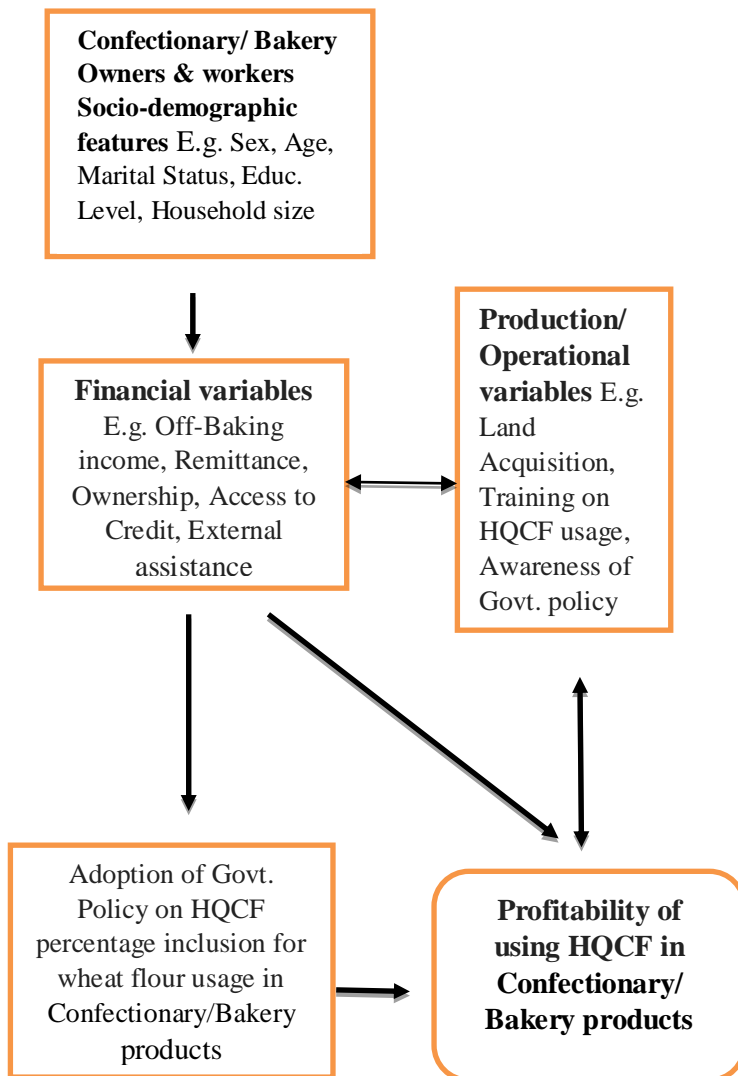 Confectionary/ Bakery
Owners & workers
Socio-demographic
features E.g. Sex, Age,
Marital Status, Educ.
Level, Household size
Financial variables
E.g. Off-Baking
income, Remittance,
Ownership, Access to
Credit, External
assistance
Production/
Operational
variables E.g.
Land
Acquisition,
Training on
HQCF usage,
Awareness of
Govt. policy
Adoption of Govt.
Policy on HQCF
percentage inclusion for
wheat flour usage in
Confectionary/Bakery
products
Profitability of
using HQCF in
Confectionary/
Bakery products